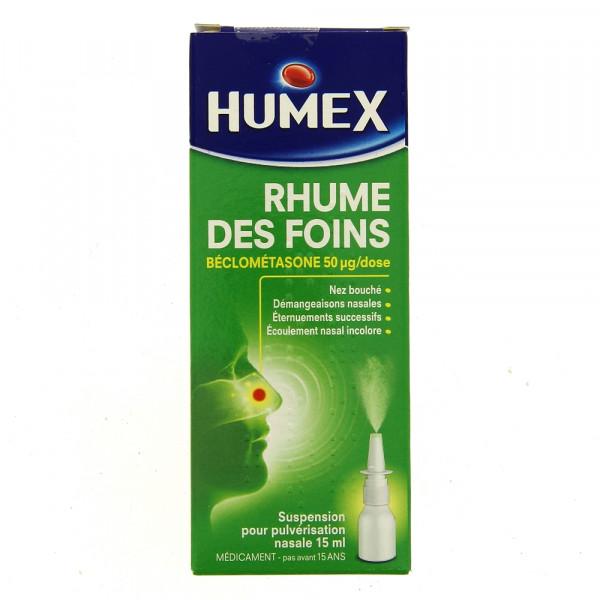 HUMEX
RHUME
DES FOINS
BÉCLOMÉTASONE 50 µg/dose
Nez bouché •
Démangeaisons nasales •
Éternuements successifs •
Écoulement nasal incolore •
Suspension
pour pulvérisation
nasale 15 ml
MÉDICAMENT - pas avant 15 ANS